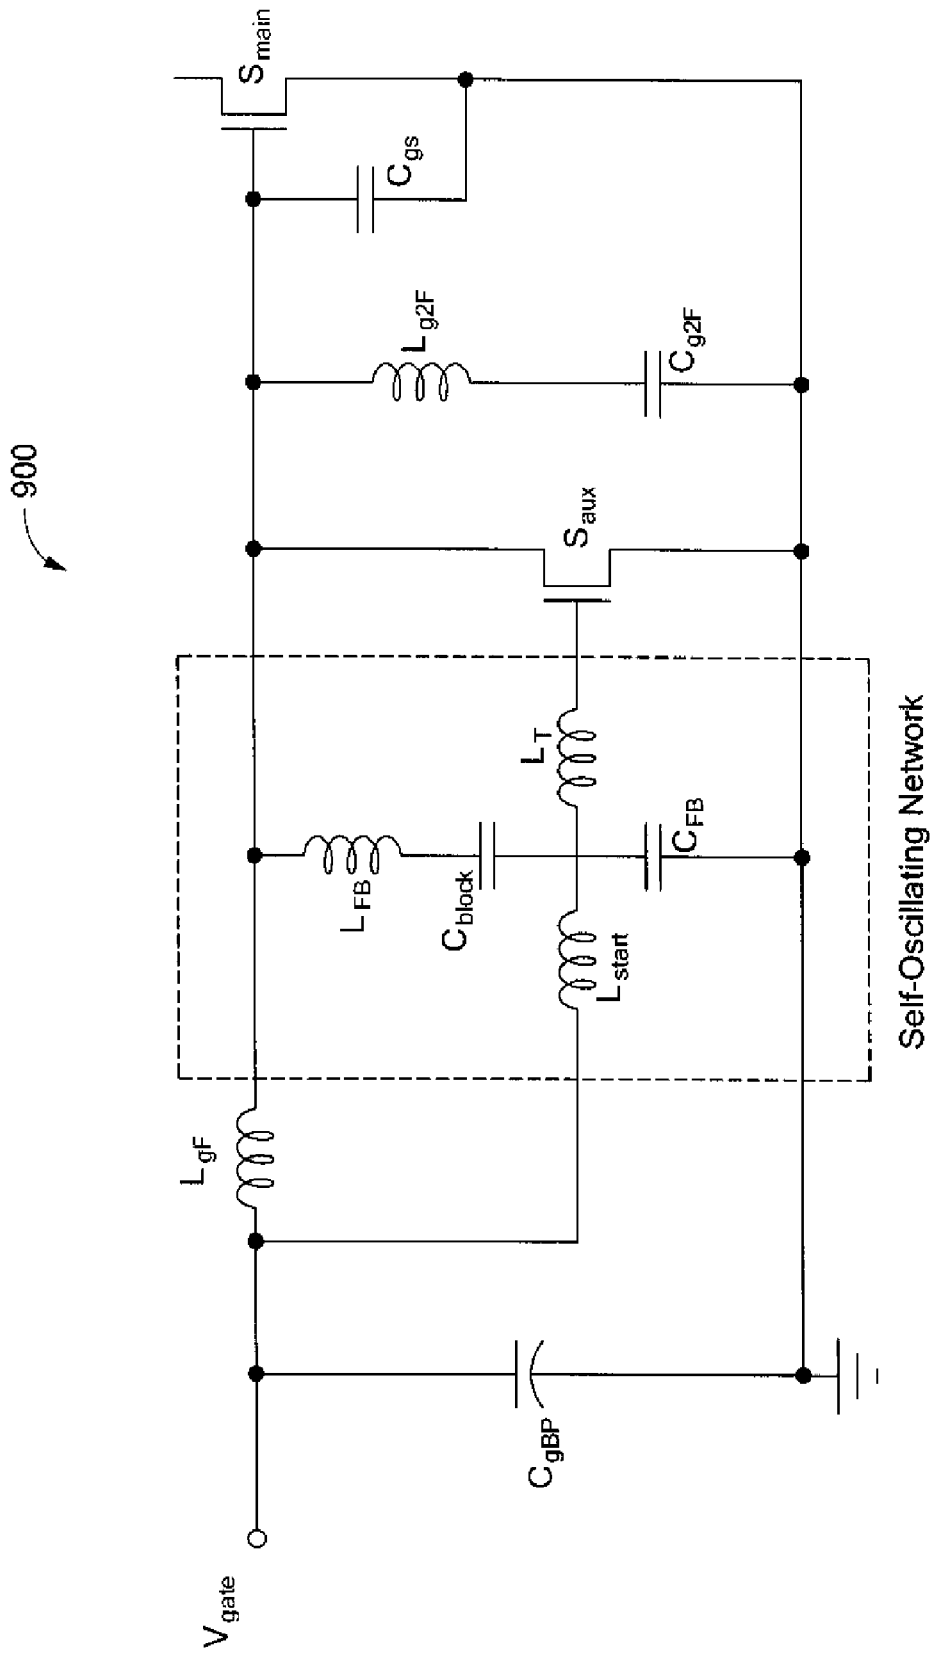 900
V_gate
C_gBP
L_gF
L_FB
C_block
L_start
L_T
C_FB
S_aux
L_g2F
C_g2F
C_gs
S_main
Self-Oscillating Network